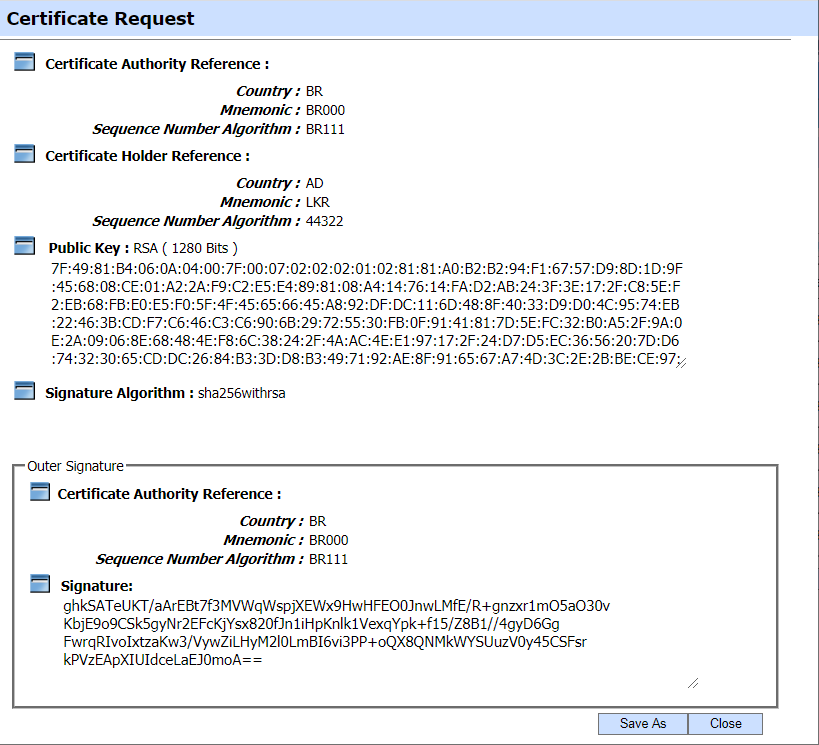 Certificate Request
Certificate Authority Reference :
Country : BR
Mnemonic : BR000
Sequence Number Algorithm : BR111
Certificate Holder Reference :
Country : AD
Mnemonic : LKR
Sequence Number Algorithm : 44322
Public Key : RSA ( 1280 Bits )
7F:49:81:B4:06:0A:04:00:7F:00:07:02:02:02:01:02:81:81:A0:B2:B2:94:F1:67:57:D9:8D:1D:9F
:45:68:08:CE:01:A2:2A:F9:C2:E5:E4:89:81:08:A4:14:76:14:FA:D2:AB:24:3F:3E:17:2F:C8:5E:F
2:EB:68:FB:E0:E5:F0:5F:4F:45:65:66:45:A8:92:DF:DC:11:6D:48:8F:40:33:D9:D0:4C:95:74:EB
:22:46:3B:CD:F7:C6:46:C3:C6:90:6B:29:72:55:30:FB:0F:91:41:81:7D:5E:FC:32:B0:A5:2F:9A:0
E:2A:09:06:8E:68:48:4E:F8:6C:38:24:2F:4A:AC:4E:E1:97:17:2F:24:D7:D5:EC:36:56:20:7D:D6
:74:32:30:65:CD:DC:26:84:B3:3D:D8:B3:49:71:92:AE:8F:91:65:67:A7:4D:3C:2E:2B:BE:CE:97:
Signature Algorithm : sha256withrsa
Outer Signature
Certificate Authority Reference :
Country : BR
Mnemonic : BR000
Sequence Number Algorithm : BR111
Signature:
ghkSATeUKT/aArEBt7f3MVWqWspjXEWx9HwHFEO0JnwLMfE/R+gnzxr1mO5aO30v
KbjE9o9CSk5gyNr2EFcKjYsx820fJn1iHpKnlk1VexqYpk+f15/Z8B1//4gyD6Gg
FwrqRIvoIxtzaKw3/VywZiLHyM2l0LmBI6vi3PP+oQX8QNMkWYSUuzV0y45CSFsr
kPVzEApXIUIdceLaEJ0moA==
Save As
Close